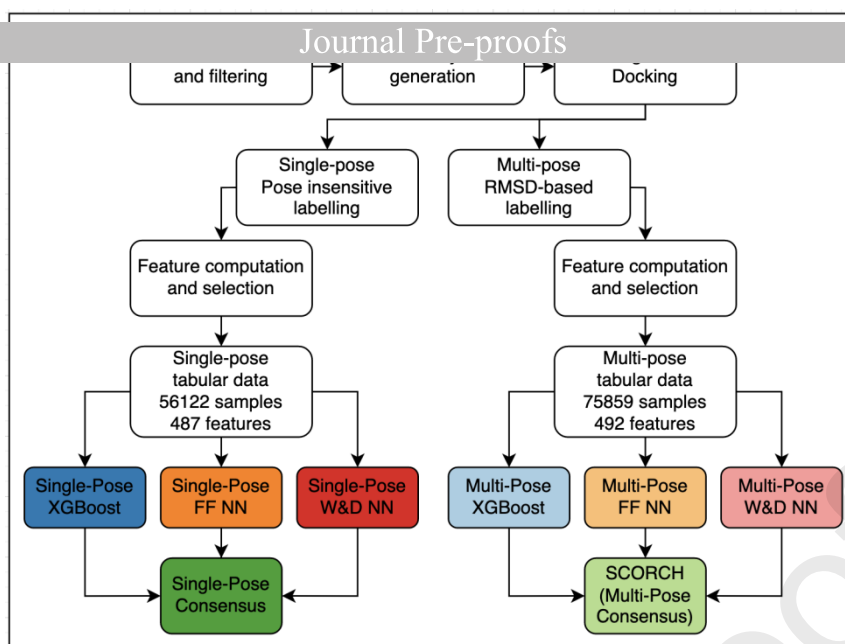 Journal Pre-proofs
and filtering
generation
Docking
Single-pose
Pose insensitive
labelling
Multi-pose
RMSD-based
labelling
Feature computation
and selection
Feature computation
and selection
Single-pose
tabular data
56122 samples
487 features
Multi-pose
tabular data
75859 samples
492 features
Single-Pose
XGBoost
Single-Pose
FF NN
Single-Pose
W&D NN
Multi-Pose
XGBoost
Multi-Pose
FF NN
Multi-Pose
W&D NN
Single-Pose
Consensus
SCORCH
(Multi-Pose
Consensus)